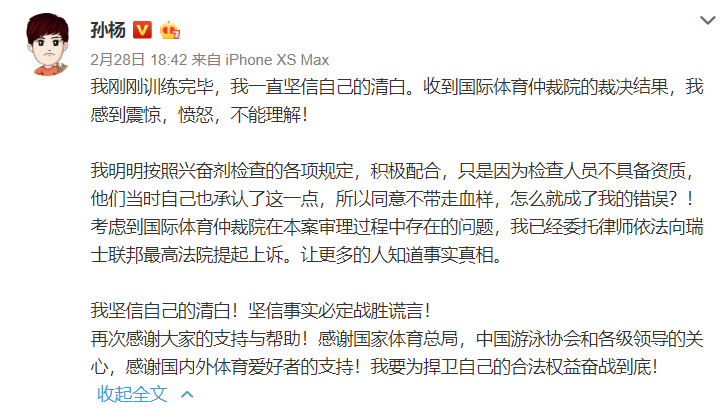 孙杨
2月28日 18:42 来自 iPhone XS Max
我刚刚训练完毕，我一直坚信自己的清白。收到国际体育仲裁院的裁决结果，我
感到震惊，愤怒，不能理解！
我明明按照兴奋剂检查的各项规定，积极配合，只是因为检查人员不具备资质，
他们当时自己也承认了这一点，所以同意不带走血样，怎么就成了我的错误？！
考虑到国际体育仲裁院在本案审理过程中存在的问题，我已经委托律师依法向瑞
士联邦最高法院提起上诉。让更多的人知道事实真相。
我坚信自己的清白！坚信事实必定战胜谎言！
再次感谢大家的支持与帮助！感谢国家体育总局，中国游泳协会和各级领导的关
心，感谢国内外体育爱好者的支持！我要为捍卫自己的合法权益奋战到底！
收起全文